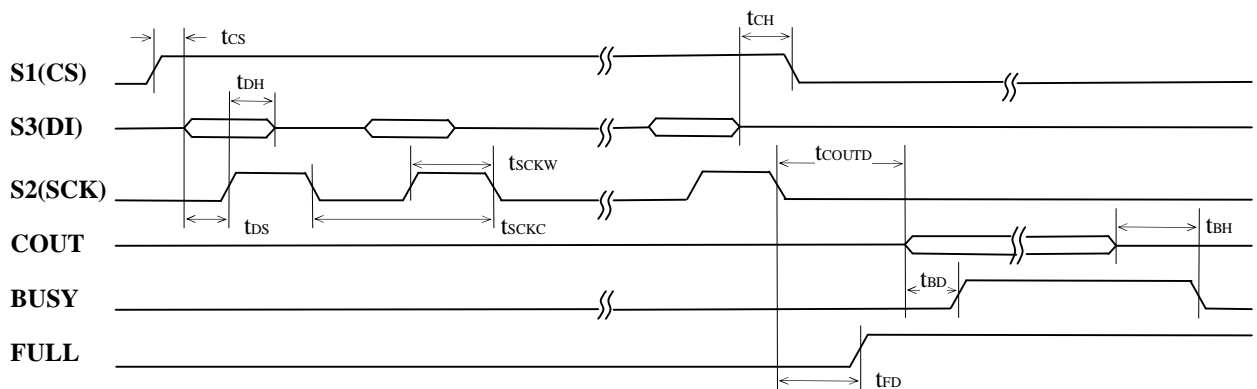 tCS
tCH
S1(CS)
tDH
S3(DI)
tCOUTD
tSCKW
S2(SCK)
tDS
tSCKC
COUT
tBH
tBD
BUSY
FULL
tFD